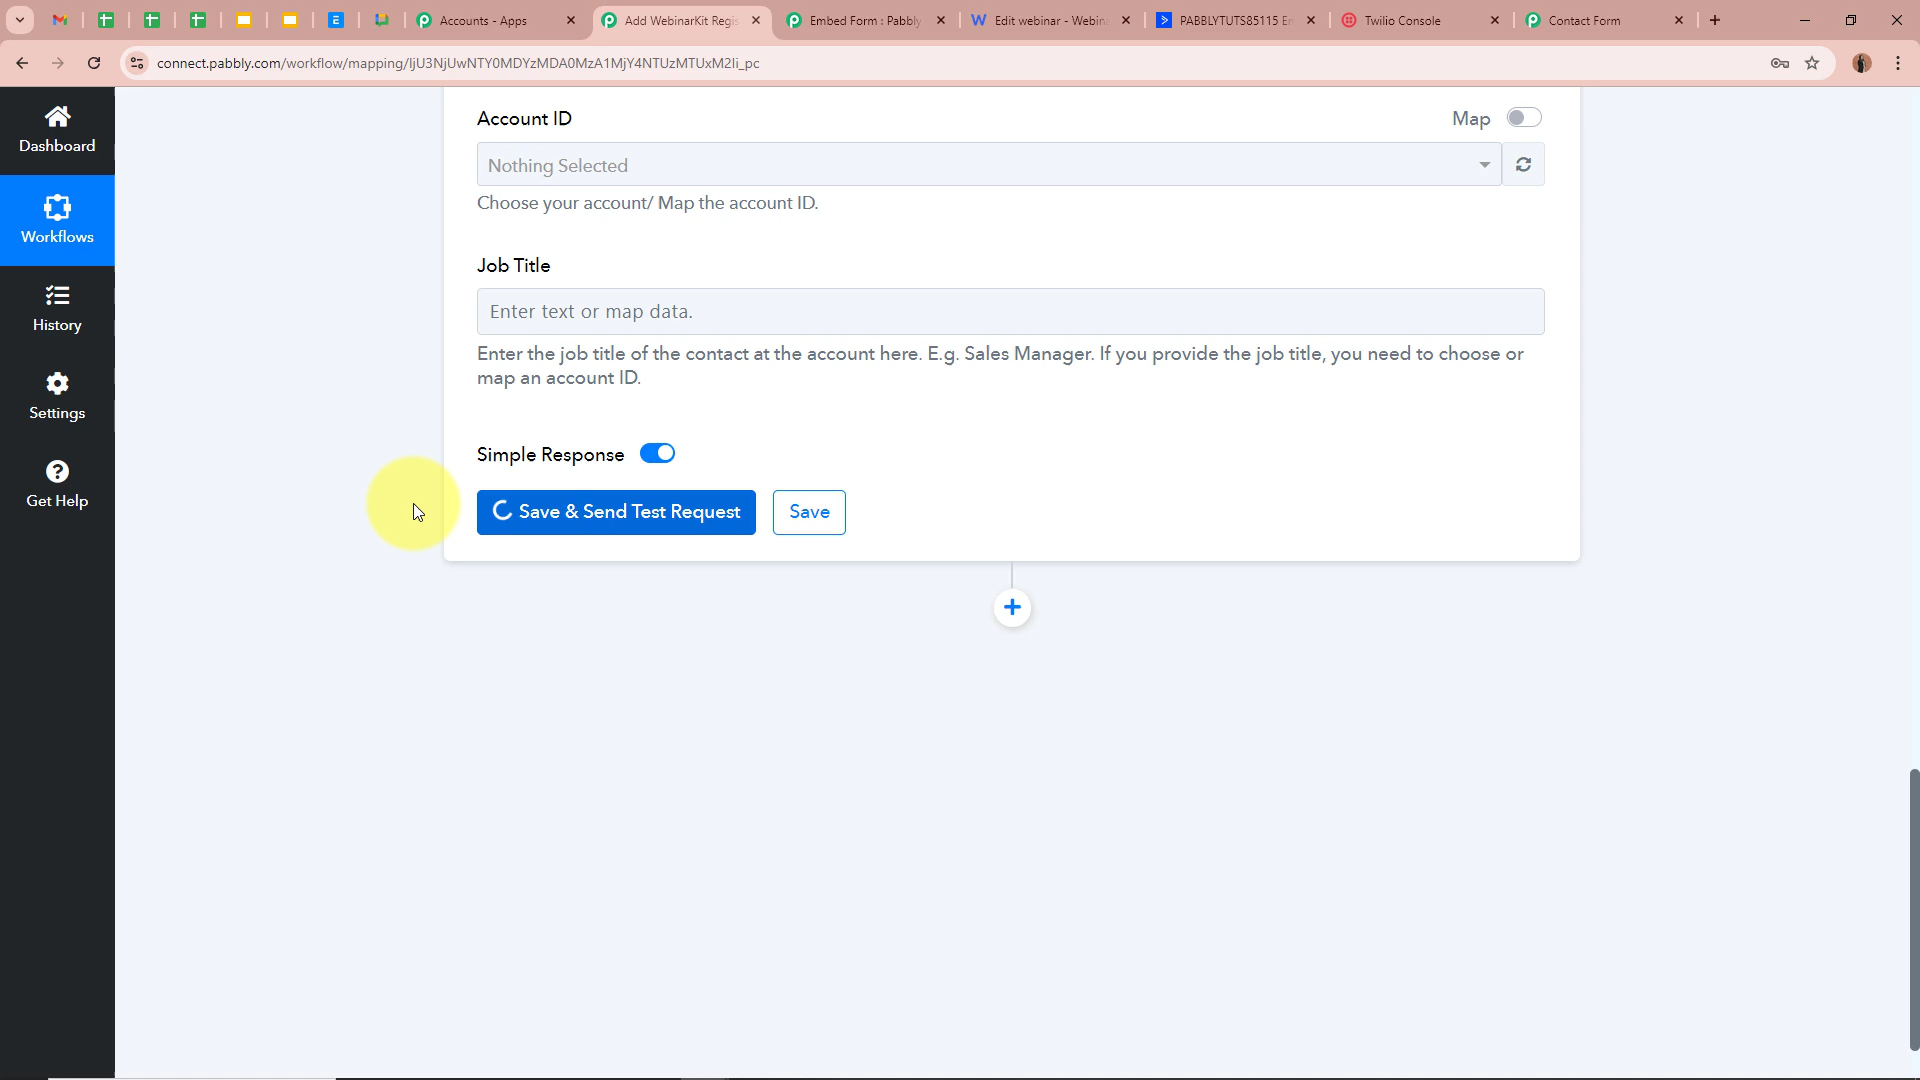 Accounts - Apps
Add WebinarKit Regis
Embed Form : Pabbly
Edit webinar - Webina
PABBLYTUTS85115 Em
Twilio Console
Contact Form
connect.pabbly.com/workflow/mapping/IjU3NjUwNTY0MDYzMDA0MzA1MjY4NTUzMTUxM2Ii_pc
Dashboard
Workflows
History
Settings
Get Help
Account ID
Map
Nothing Selected
Choose your account/ Map the account ID.
Job Title
Enter text or map data.
Enter the job title of the contact at the account here. E.g. Sales Manager. If you provide the job title, you need to choose or
map an account ID.
Simple Response
Save & Send Test Request
Save